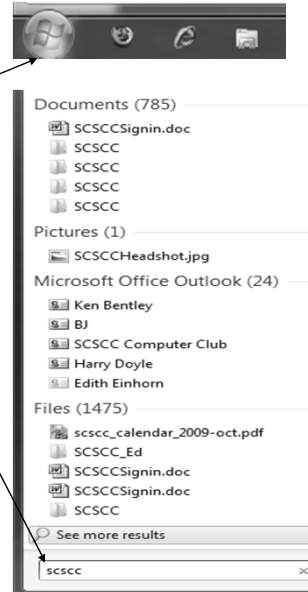 Documents (785)
SCSCCSignin.doc
SCSCC
SCSCC
SCSCC
SCSCC
Pictures (1)
SCSCCHeadshot.jpg
Microsoft Office Outlook (24)
Ken Bentley
BJ
SCSCC Computer Club
Harry Doyle
Edith Einhorn
Files (1475)
scscc_calendar_2009-oct.pdf
SCSCC_Ed
SCSCCSignin.doc
SCSCCSignin.doc
SCSCC
See more results
scscc